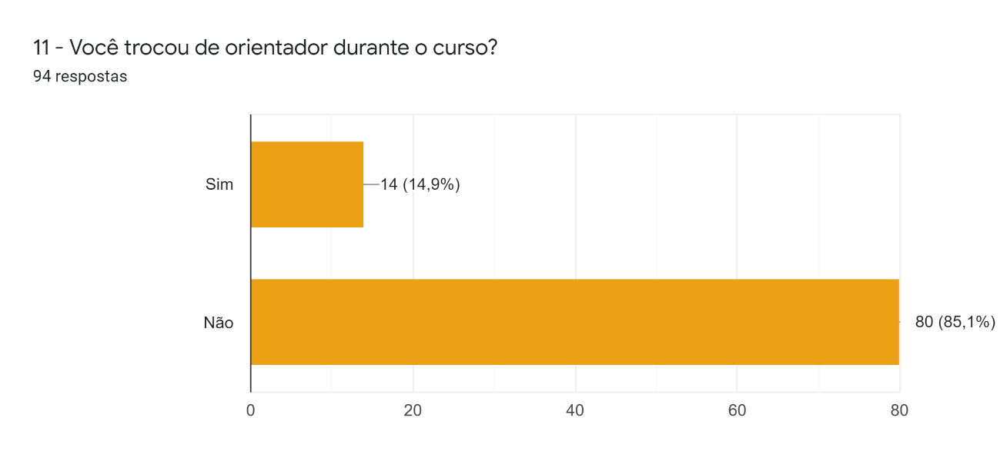 11 - Você trocou de orientador durante o curso?
94 respostas
Sim
14 (14,9%)
Não
80 (85,1%)
0 20 40 60 80